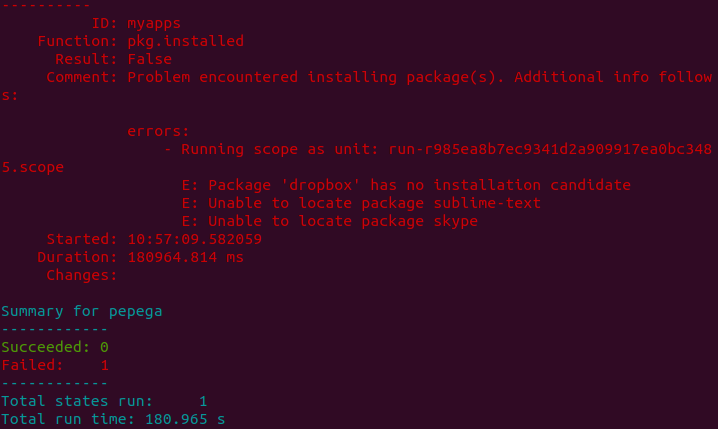 ----------
ID: myapps
Function: pkg.installed
Result: False
Comment: Problem encountered installing package(s). Additional info follow
s:
errors:
- Running scope as unit: run-r985ea8b7ec9341d2a909917ea0bc348
5.scope
E: Package 'dropbox' has no installation candidate
E: Unable to locate package sublime-text
E: Unable to locate package skype
Started: 10:57:09.582059
Duration: 180964.814 ms
Changes:
Summary for pepega
------------
Succeeded: 0
Failed:    1
------------
Total states run:     1
Total run time: 180.965 s